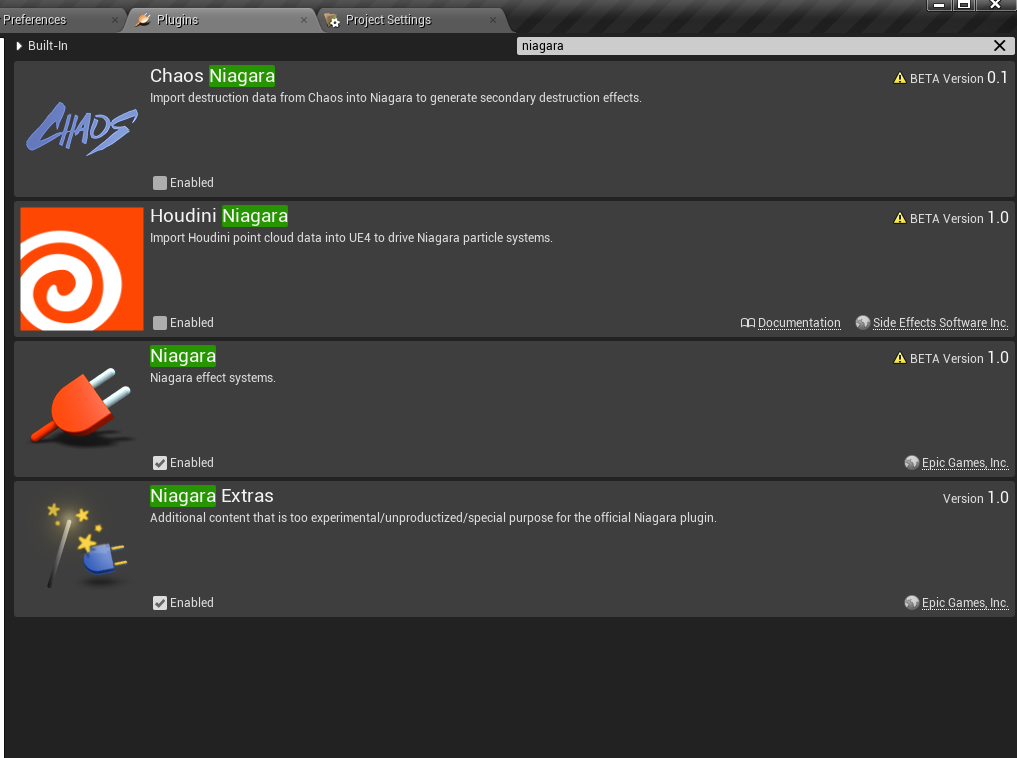 Preferences
Plugins
Project Settings
Built-In
niagara
Chaos Niagara
BETA Version 0.1
Import destruction data from Chaos into Niagara to generate secondary destruction effects.
CHAOS
Enabled
Houdini Niagara
BETA Version 1.0
Import Houdini point cloud data into UE4 to drive Niagara particle systems.
Enabled
Documentation
Side Effects Software Inc.
Niagara
BETA Version 1.0
Niagara effect systems.
Enabled
Epic Games, Inc.
Niagara Extras
Version 1.0
Additional content that is too experimental/unproductized/special purpose for the official Niagara plugin.
Enabled
Epic Games, Inc.